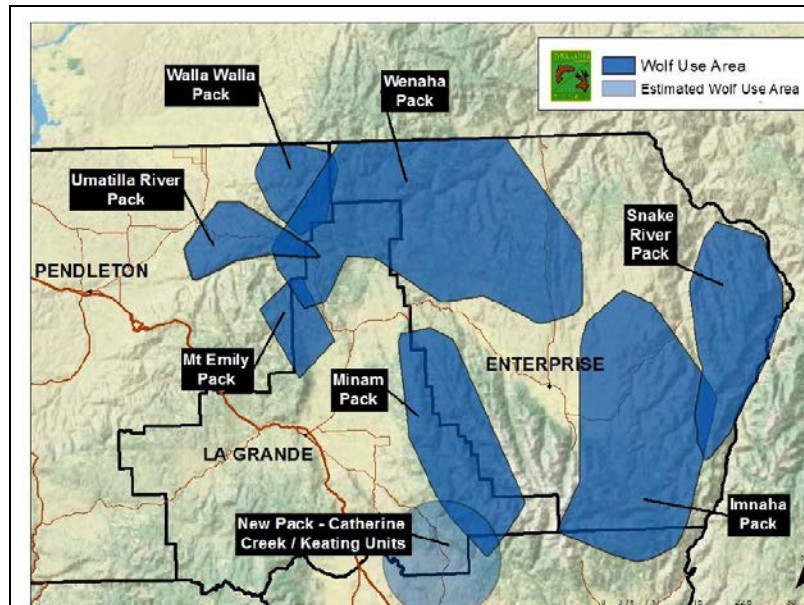 Walla Walla
Pack
Wenaha
Pack
Wolf Use Area
Estimated Wolf Use Area
Umatilla River
Pack
Snake
River
Pack
PENDLETON
Mt Emily
Pack
Minam
Pack
ENTERPRISE
LA GRANDE
New Pack - Catherine
Creek / Keating Units
Imnaha
Pack